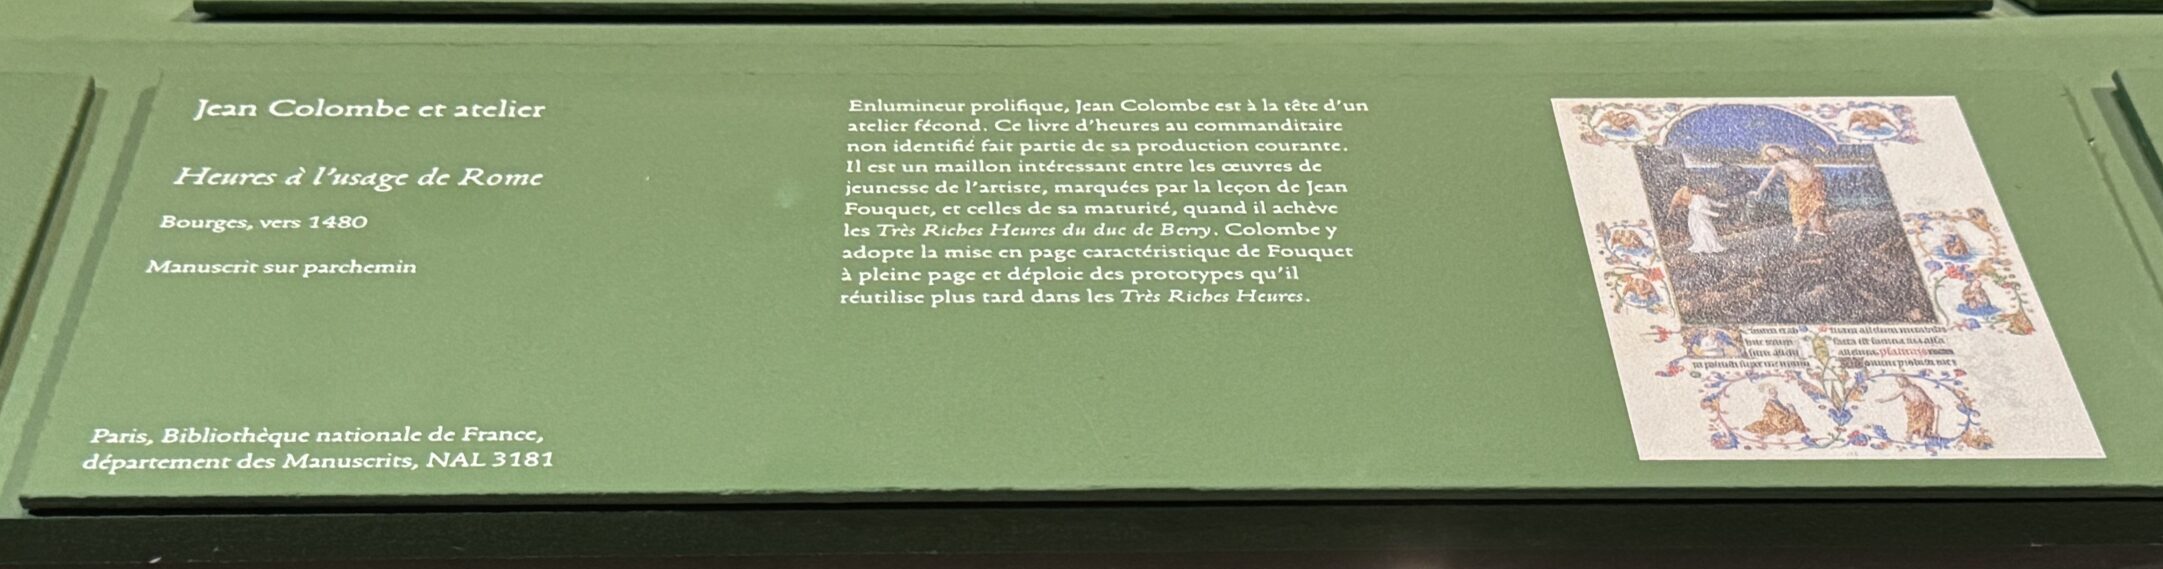 Jean Colombe et atelier
Heures à l'usage de Rome
Bourges, vers 1480
Manuscrit sur parchemin
Paris, Bibliothèque nationale de France,
département des Manuscrits, NAL 3181
Enlumineur prolifique, Jean Colombe est à la tête d'un
atelier fécond. Ce livre d'heures au commanditaire
non identifié fait partie de sa production courante.
Il est un maillon intéressant entre les œuvres de
jeunesse de l'artiste, marquées par la leçon de Jean
Fouquet, et celles de sa maturité, quand il achève
les Très Riches Heures du duc de Berry. Colombe y
adopte la mise en page caractéristique de Fouquet
à pleine page et déploie des prototypes qu'il
réutilise plus tard dans les Très Riches Heures.